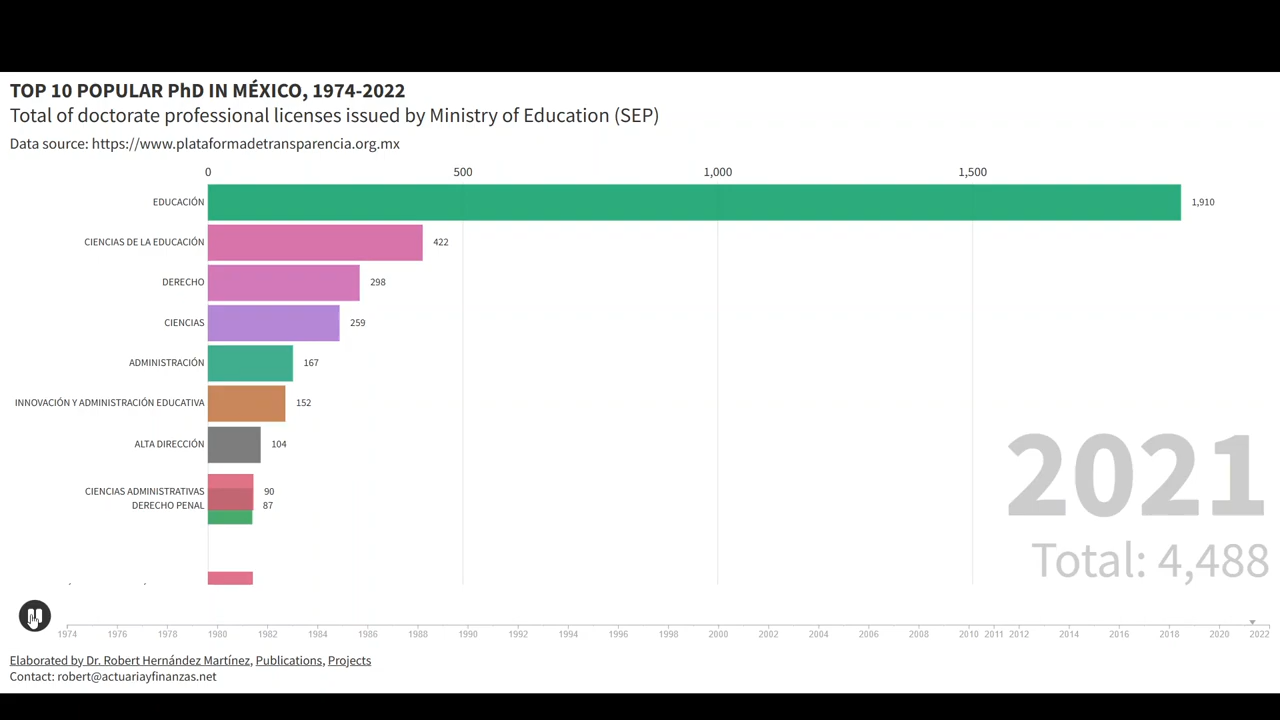 TOP 10 POPULAR PhD IN MÉXICO, 1974-2022
Total of doctorate professional licenses issued by Ministry of Education (SEP)
Data source: https://www.plataformadetransparencia.org.mx
0 500 1,000 1,500
EDUCACIÓN 1,910
CIENCIAS DE LA EDUCACIÓN 422
DERECHO 298
CIENCIAS 259
ADMINISTRACIÓN 167
INNOVACIÓN Y ADMINISTRACIÓN EDUCATIVA 152
ALTA DIRECCIÓN 104
CIENCIAS ADMINISTRATIVAS 90
DERECHO PENAL 87
2021
Total: 4,488
1974 1976 1978 1980 1982 1984 1986 1988 1990 1992 1994 1996 1998 2000 2002 2004 2006 2008 2010 2011 2012 2014 2016 2018 2020 2022
Elaborated by Dr. Robert Hernández Martínez, Publications, Projects
Contact: robert@actuariayfinanzas.net